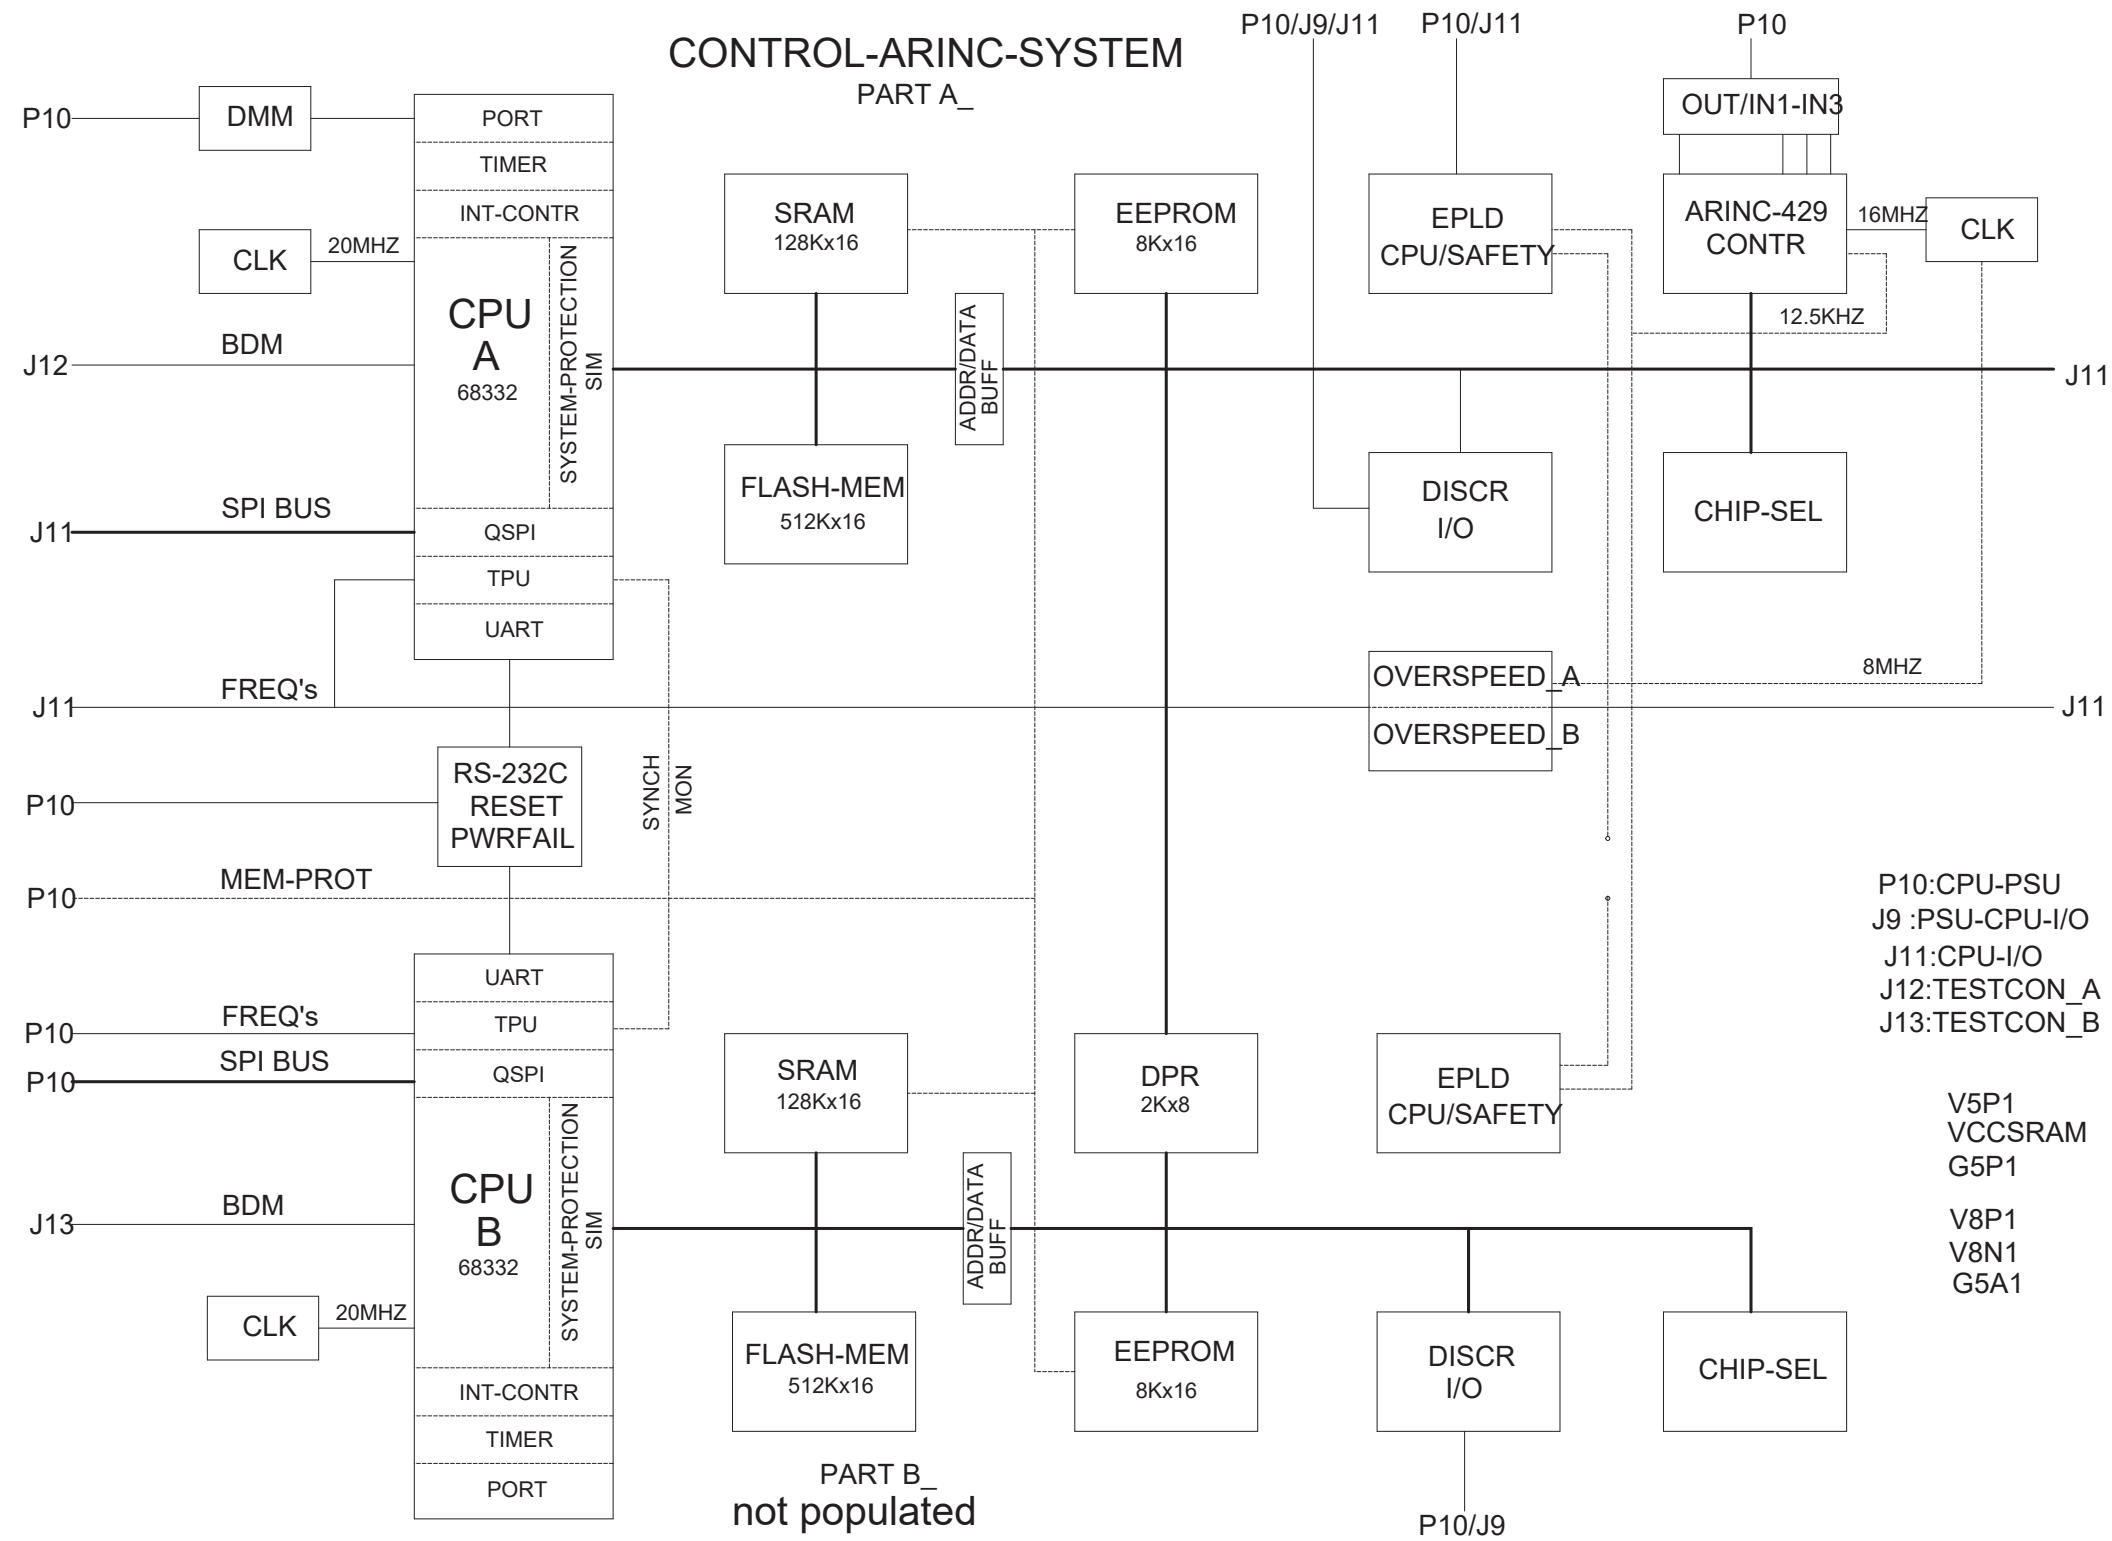 P10/J9/J11
P10/J11
P10
CONTROL-ARINC-SYSTEM
PART A_
P10
DMM
PORT
TIMER
INT-CONTR
CLK
20MHZ
CPU
A
68332
SYSTEM-PROTECTION
SIM
J12
BDM
J11
SPI BUS
QSPI
TPU
UART
SRAM
128Kx16
FLASH-MEM
512Kx16
ADDR/DATA
BUFF
EEPROM
8Kx16
EPLD
CPU/SAFETY
OUT/IN1-IN3
ARINC-429
CONTR
16MHZ
CLK
12.5KHZ
J11
DISCR
I/O
CHIP-SEL
J11
FREQ's
OVERSPEED_A
OVERSPEED_B
8MHZ
J11
P10
RS-232C
RESET
PWRFAIL
SYNCH
MON
P10
MEM-PROT
P10:CPU-PSU
J9 :PSU-CPU-I/O
J11:CPU-I/O
J12:TESTCON_A
J13:TESTCON_B
V5P1
VCCSRAM
G5P1
V8P1
V8N1
G5A1
UART
P10
FREQ's
TPU
P10
SPI BUS
QSPI
CPU
B
68332
SYSTEM-PROTECTION
SIM
J13
BDM
CLK
20MHZ
INT-CONTR
TIMER
PORT
SRAM
128Kx16
FLASH-MEM
512Kx16
ADDR/DATA
BUFF
DPR
2Kx8
EEPROM
8Kx16
EPLD
CPU/SAFETY
DISCR
I/O
CHIP-SEL
PART B_
not populated
P10/J9